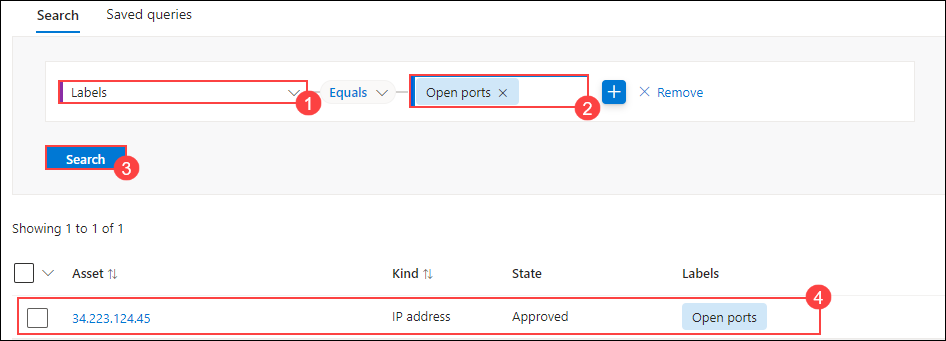 Search Saved queries
Labels 1 Equals Open ports × 2 + × Remove
Search 3
Showing 1 to 1 of 1
Asset ↑↓ Kind ↑↓ State Labels
4
34.223.124.45 IP address Approved Open ports